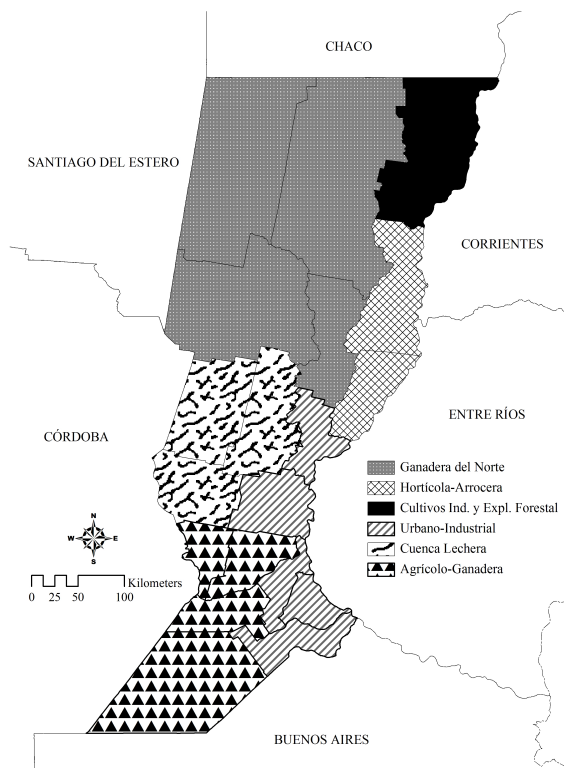 CHACO
SANTIAGO DEL ESTERO
CORRIENTES
ENTRE RÍOS
CÓRDOBA
Ganadera del Norte
Hortícola-Arrocera
Cultivos Ind. y Expl. Forestal
Urbano-Industrial
Cuenca Lechera
Agrícolo-Ganadera
N
W E
S
Kilometers
0 25 50 100
BUENOS AIRES